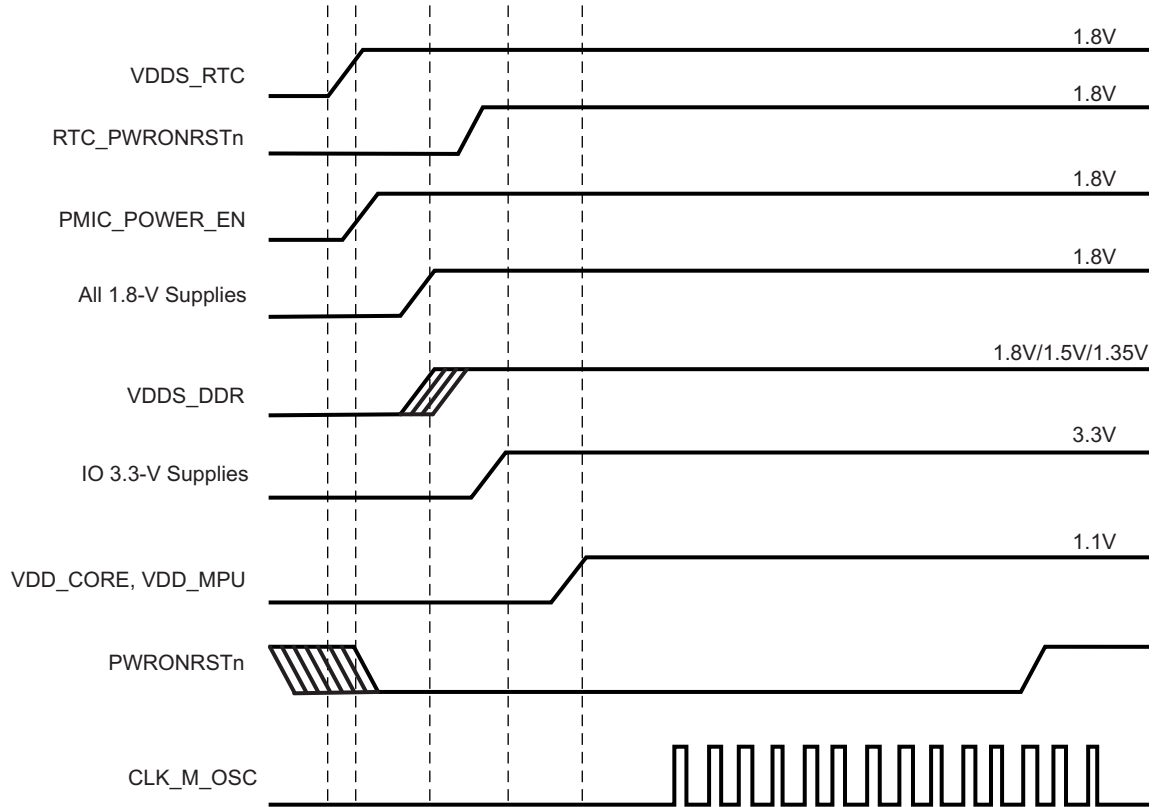 1.8V
VDDS_RTC
1.8V
RTC_PWRONRSTn
1.8V
PMIC_POWER_EN
1.8V
All 1.8-V Supplies
1.8V/1.5V/1.35V
VDDS_DDR
3.3V
IO 3.3-V Supplies
1.1V
VDD_CORE, VDD_MPU
PWRONRSTn
CLK_M_OSC